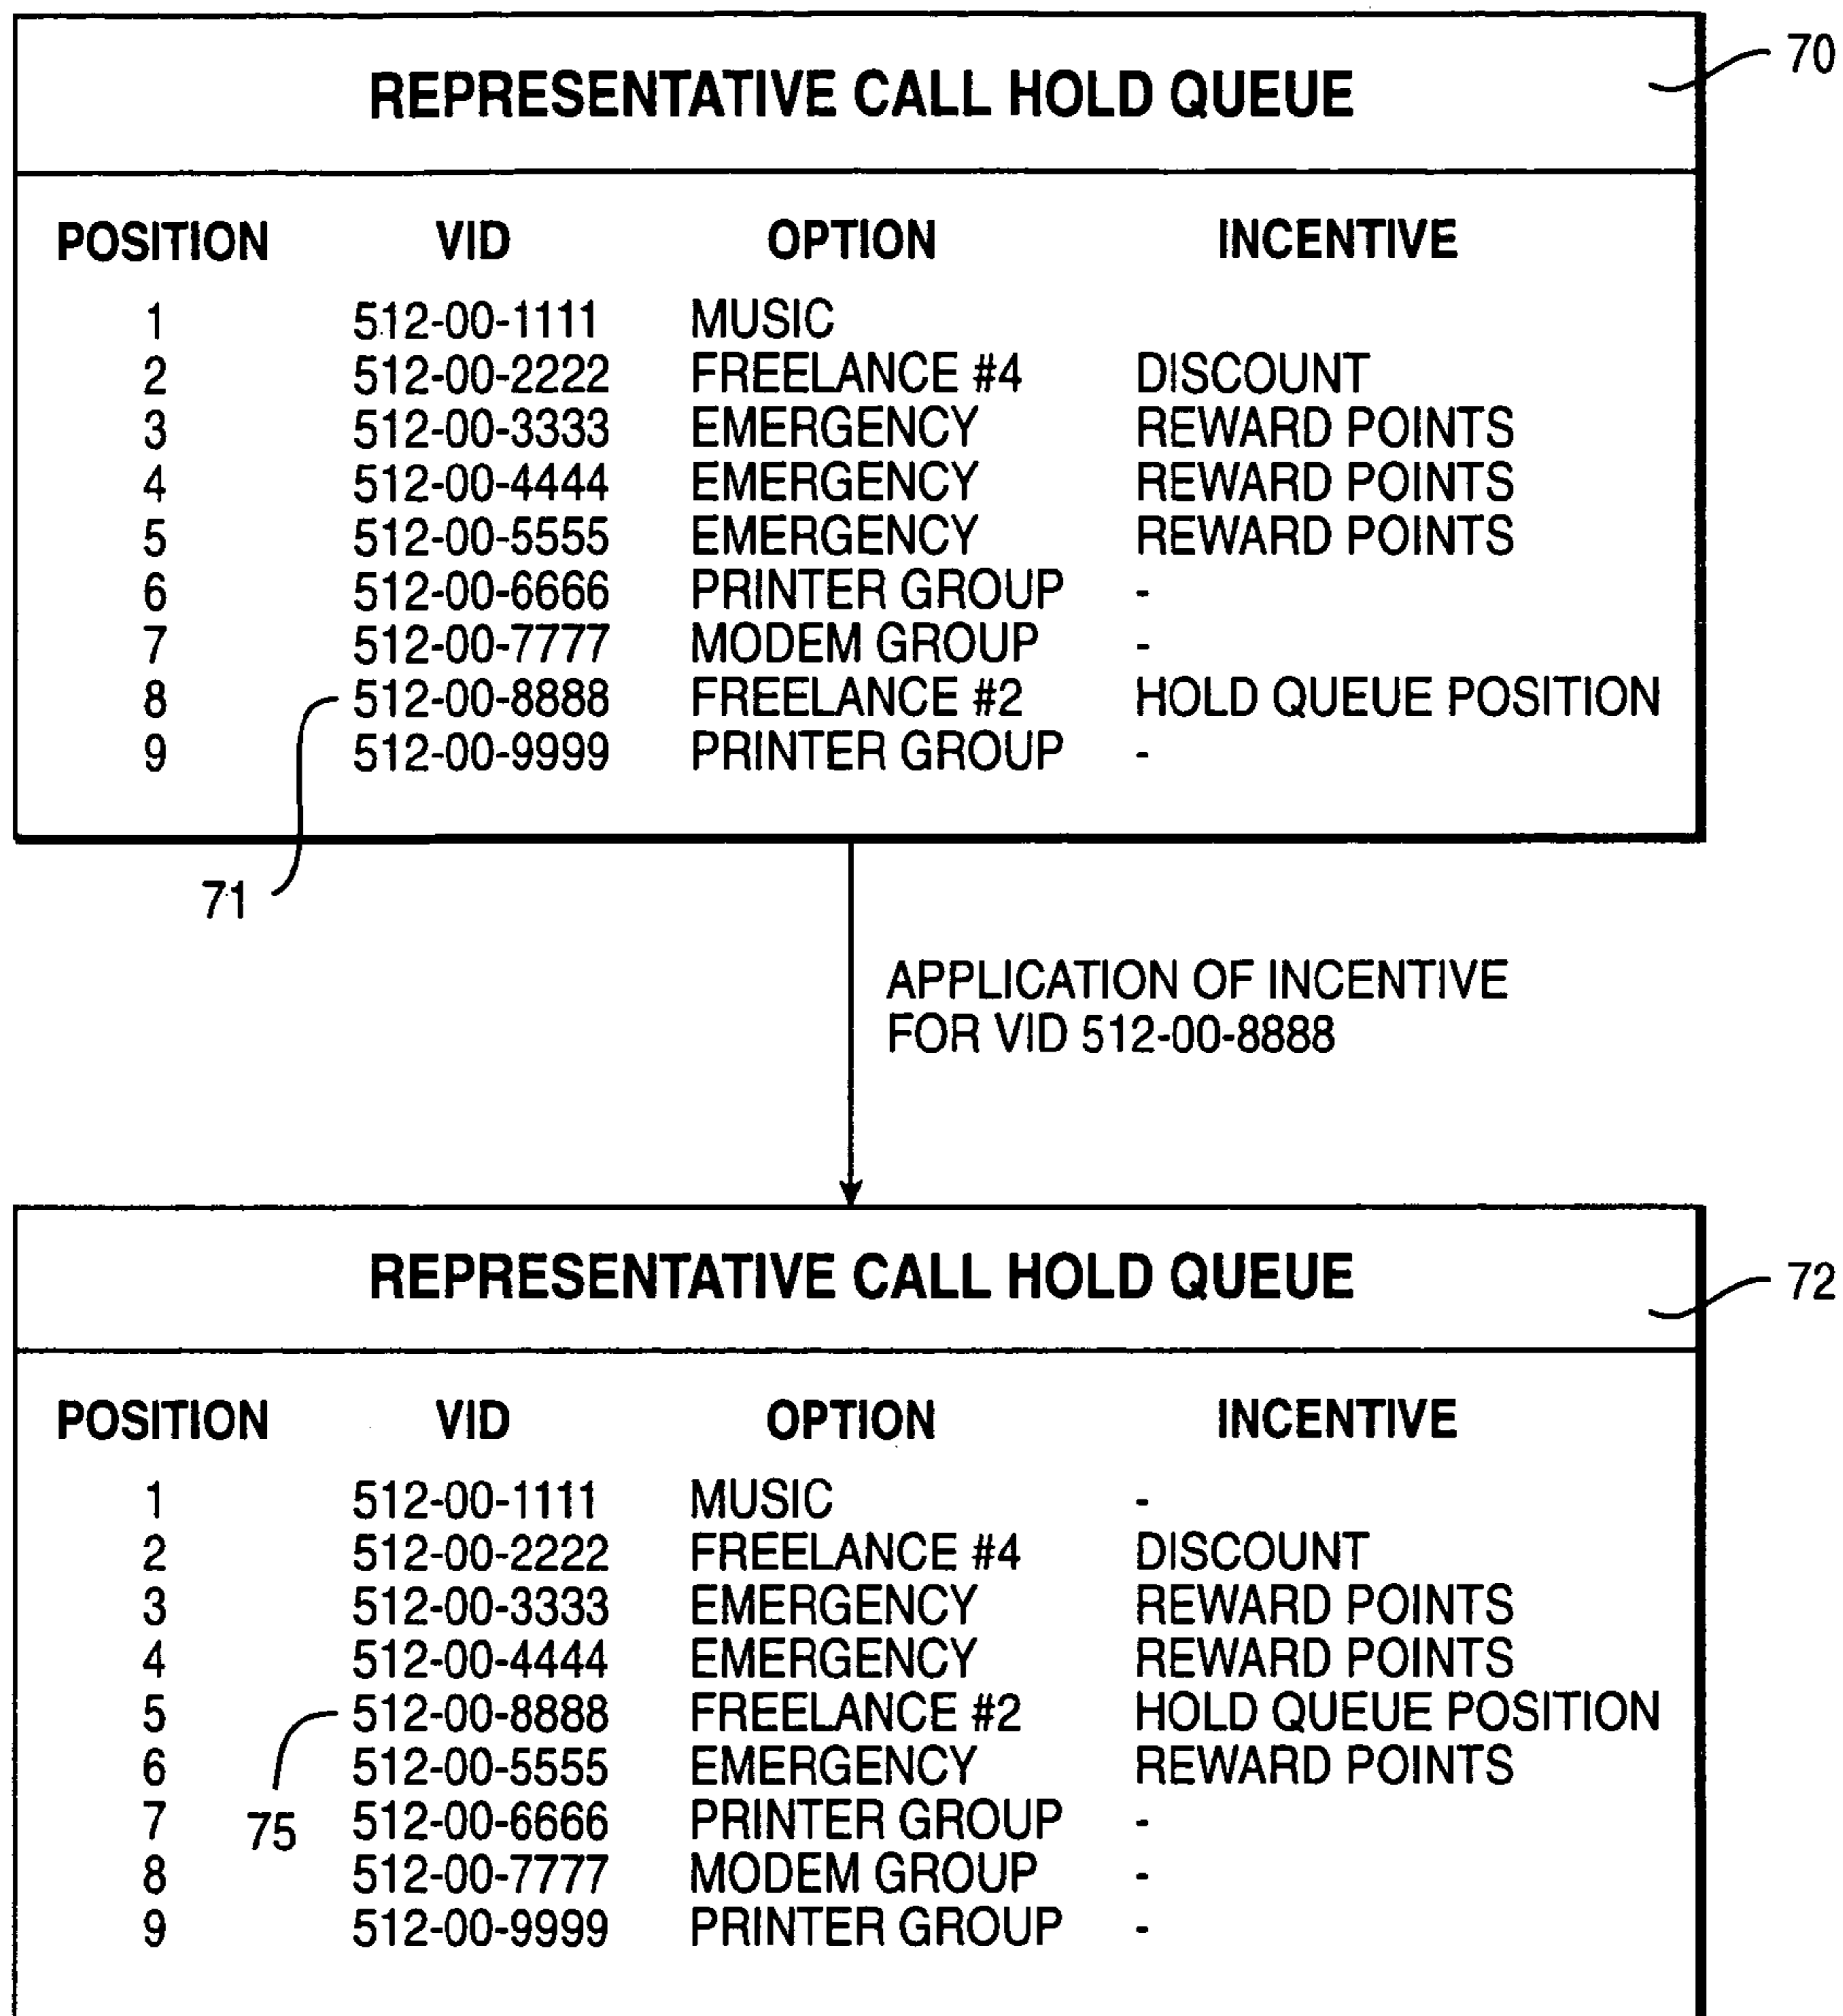 REPRESENTATIVE CALL HOLD QUEUE
70
POSITION VID OPTION INCENTIVE
1 512-00-1111 MUSIC
2 512-00-2222 FREELANCE #4 DISCOUNT
3 512-00-3333 EMERGENCY REWARD POINTS
4 512-00-4444 EMERGENCY REWARD POINTS
5 512-00-5555 EMERGENCY REWARD POINTS
6 512-00-6666 PRINTER GROUP -
7 512-00-7777 MODEM GROUP -
8 512-00-8888 FREELANCE #2 HOLD QUEUE POSITION
9 512-00-9999 PRINTER GROUP -
71
APPLICATION OF INCENTIVE
FOR VID 512-00-8888
REPRESENTATIVE CALL HOLD QUEUE
72
POSITION VID OPTION INCENTIVE
1 512-00-1111 MUSIC -
2 512-00-2222 FREELANCE #4 DISCOUNT
3 512-00-3333 EMERGENCY REWARD POINTS
4 512-00-4444 EMERGENCY REWARD POINTS
5 512-00-8888 FREELANCE #2 HOLD QUEUE POSITION
6 512-00-5555 EMERGENCY REWARD POINTS
7 512-00-6666 PRINTER GROUP -
75
8 512-00-7777 MODEM GROUP -
9 512-00-9999 PRINTER GROUP -